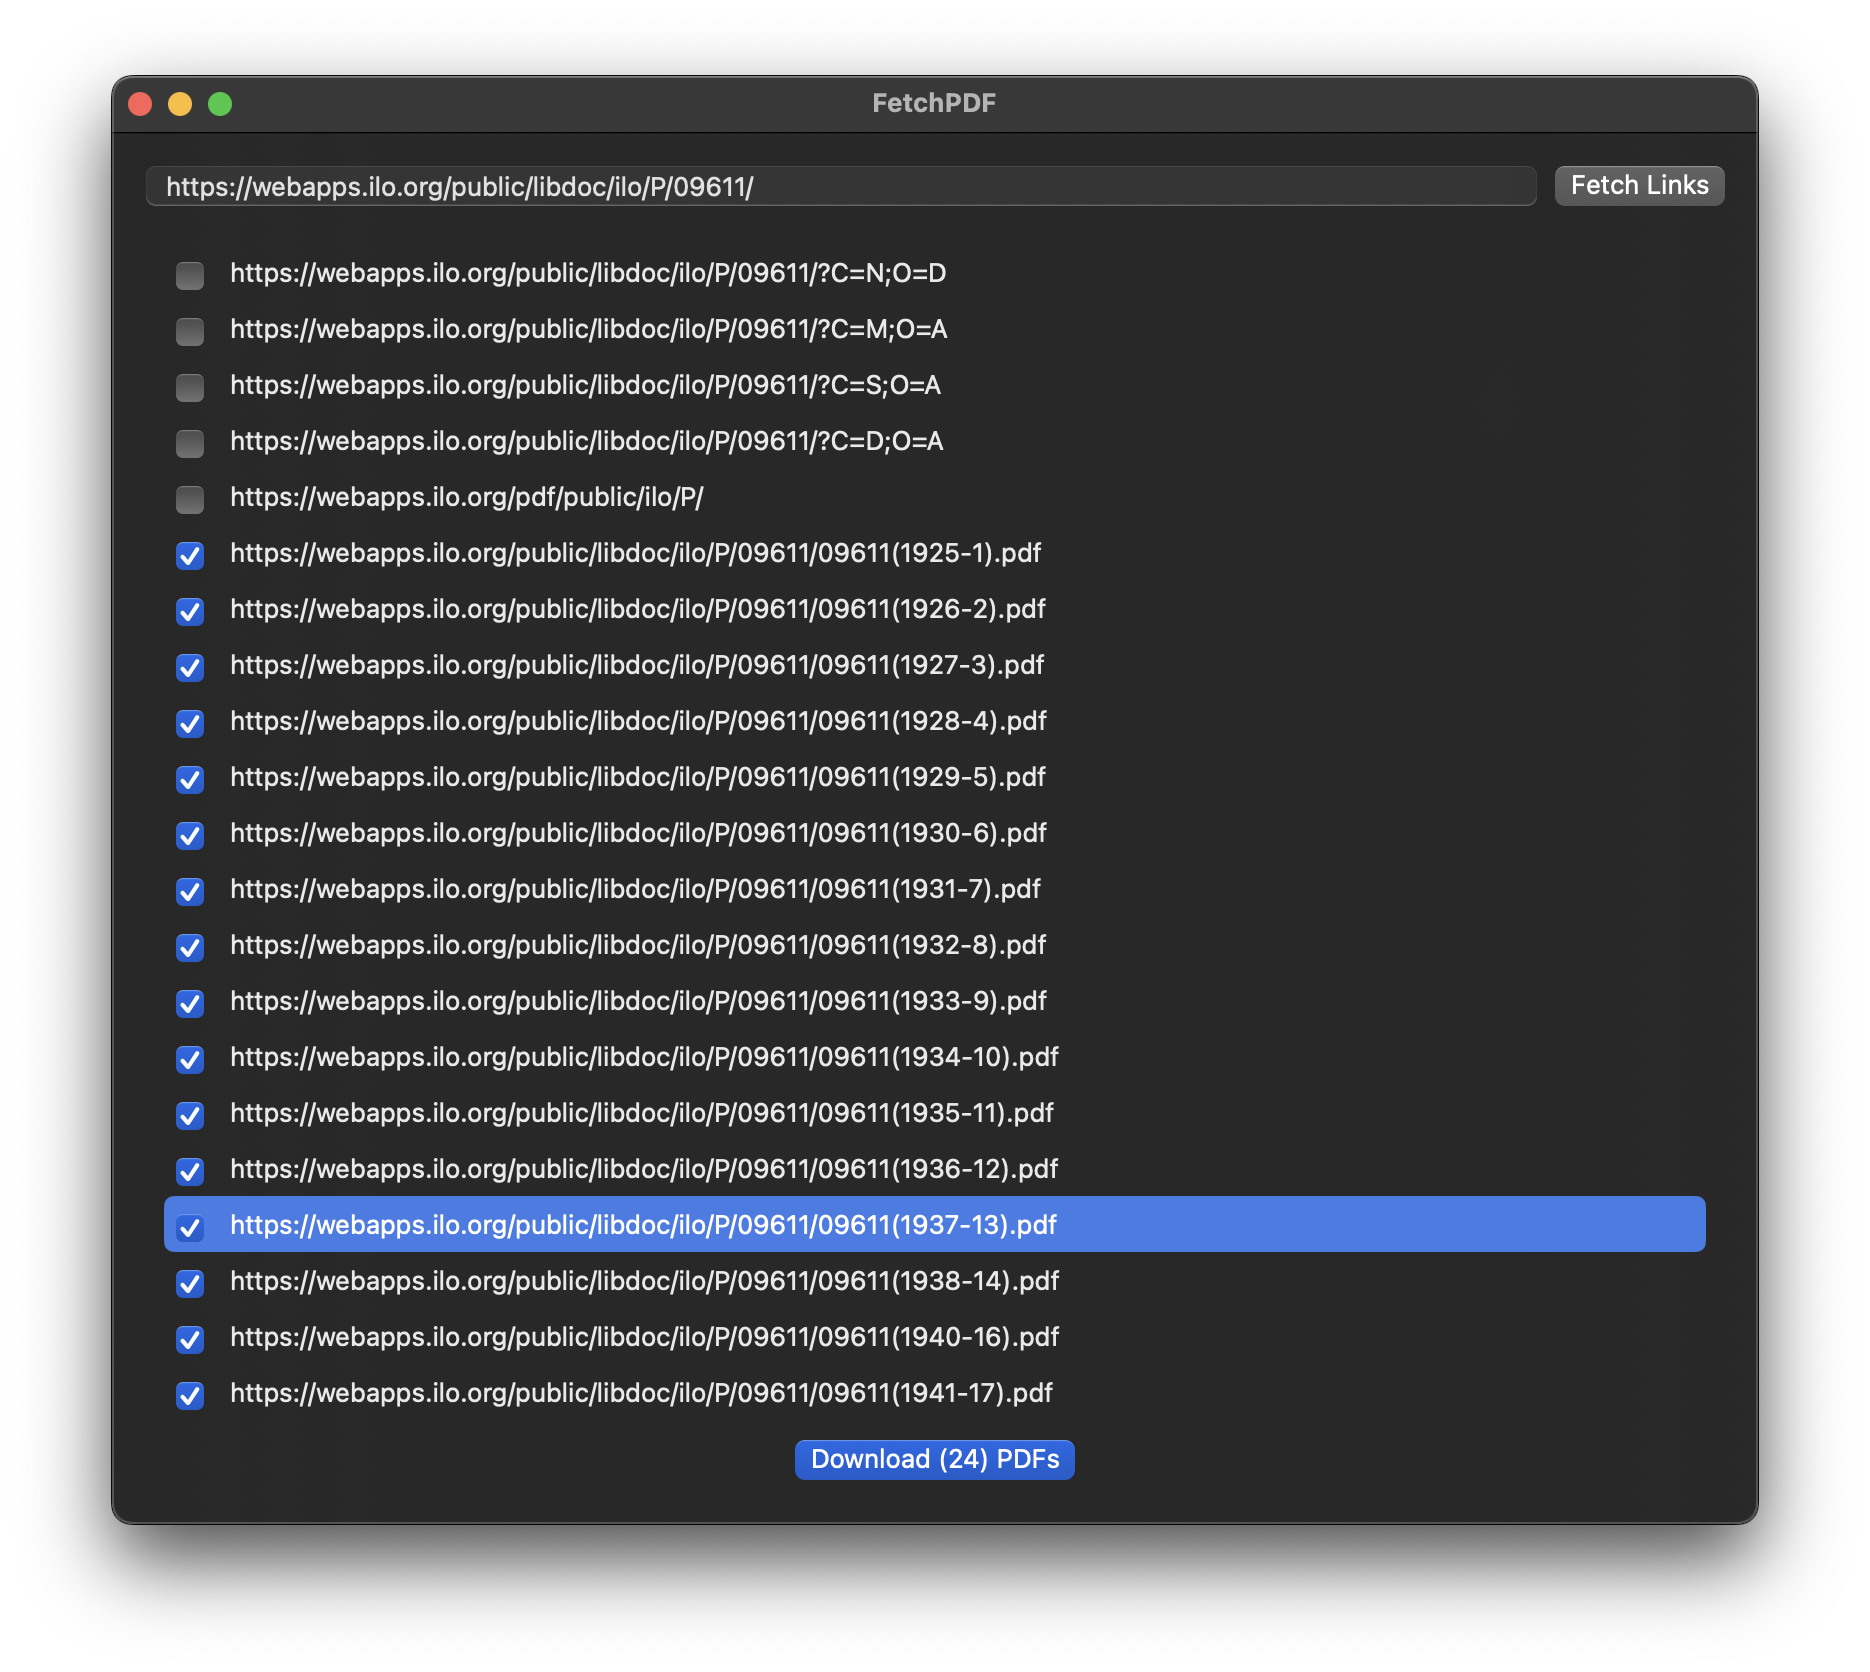 FetchPDF
https://webapps.ilo.org/public/libdoc/ilo/P/09611/ Fetch Links
https://webapps.ilo.org/public/libdoc/ilo/P/09611/?C=N;O=D
https://webapps.ilo.org/public/libdoc/ilo/P/09611/?C=M;O=A
https://webapps.ilo.org/public/libdoc/ilo/P/09611/?C=S;O=A
https://webapps.ilo.org/public/libdoc/ilo/P/09611/?C=D;O=A
https://webapps.ilo.org/pdf/public/ilo/P/
https://webapps.ilo.org/public/libdoc/ilo/P/09611/09611(1925-1).pdf
https://webapps.ilo.org/public/libdoc/ilo/P/09611/09611(1926-2).pdf
https://webapps.ilo.org/public/libdoc/ilo/P/09611/09611(1927-3).pdf
https://webapps.ilo.org/public/libdoc/ilo/P/09611/09611(1928-4).pdf
https://webapps.ilo.org/public/libdoc/ilo/P/09611/09611(1929-5).pdf
https://webapps.ilo.org/public/libdoc/ilo/P/09611/09611(1930-6).pdf
https://webapps.ilo.org/public/libdoc/ilo/P/09611/09611(1931-7).pdf
https://webapps.ilo.org/public/libdoc/ilo/P/09611/09611(1932-8).pdf
https://webapps.ilo.org/public/libdoc/ilo/P/09611/09611(1933-9).pdf
https://webapps.ilo.org/public/libdoc/ilo/P/09611/09611(1934-10).pdf
https://webapps.ilo.org/public/libdoc/ilo/P/09611/09611(1935-11).pdf
https://webapps.ilo.org/public/libdoc/ilo/P/09611/09611(1936-12).pdf
https://webapps.ilo.org/public/libdoc/ilo/P/09611/09611(1937-13).pdf
https://webapps.ilo.org/public/libdoc/ilo/P/09611/09611(1938-14).pdf
https://webapps.ilo.org/public/libdoc/ilo/P/09611/09611(1940-16).pdf
https://webapps.ilo.org/public/libdoc/ilo/P/09611/09611(1941-17).pdf
Download (24) PDFs